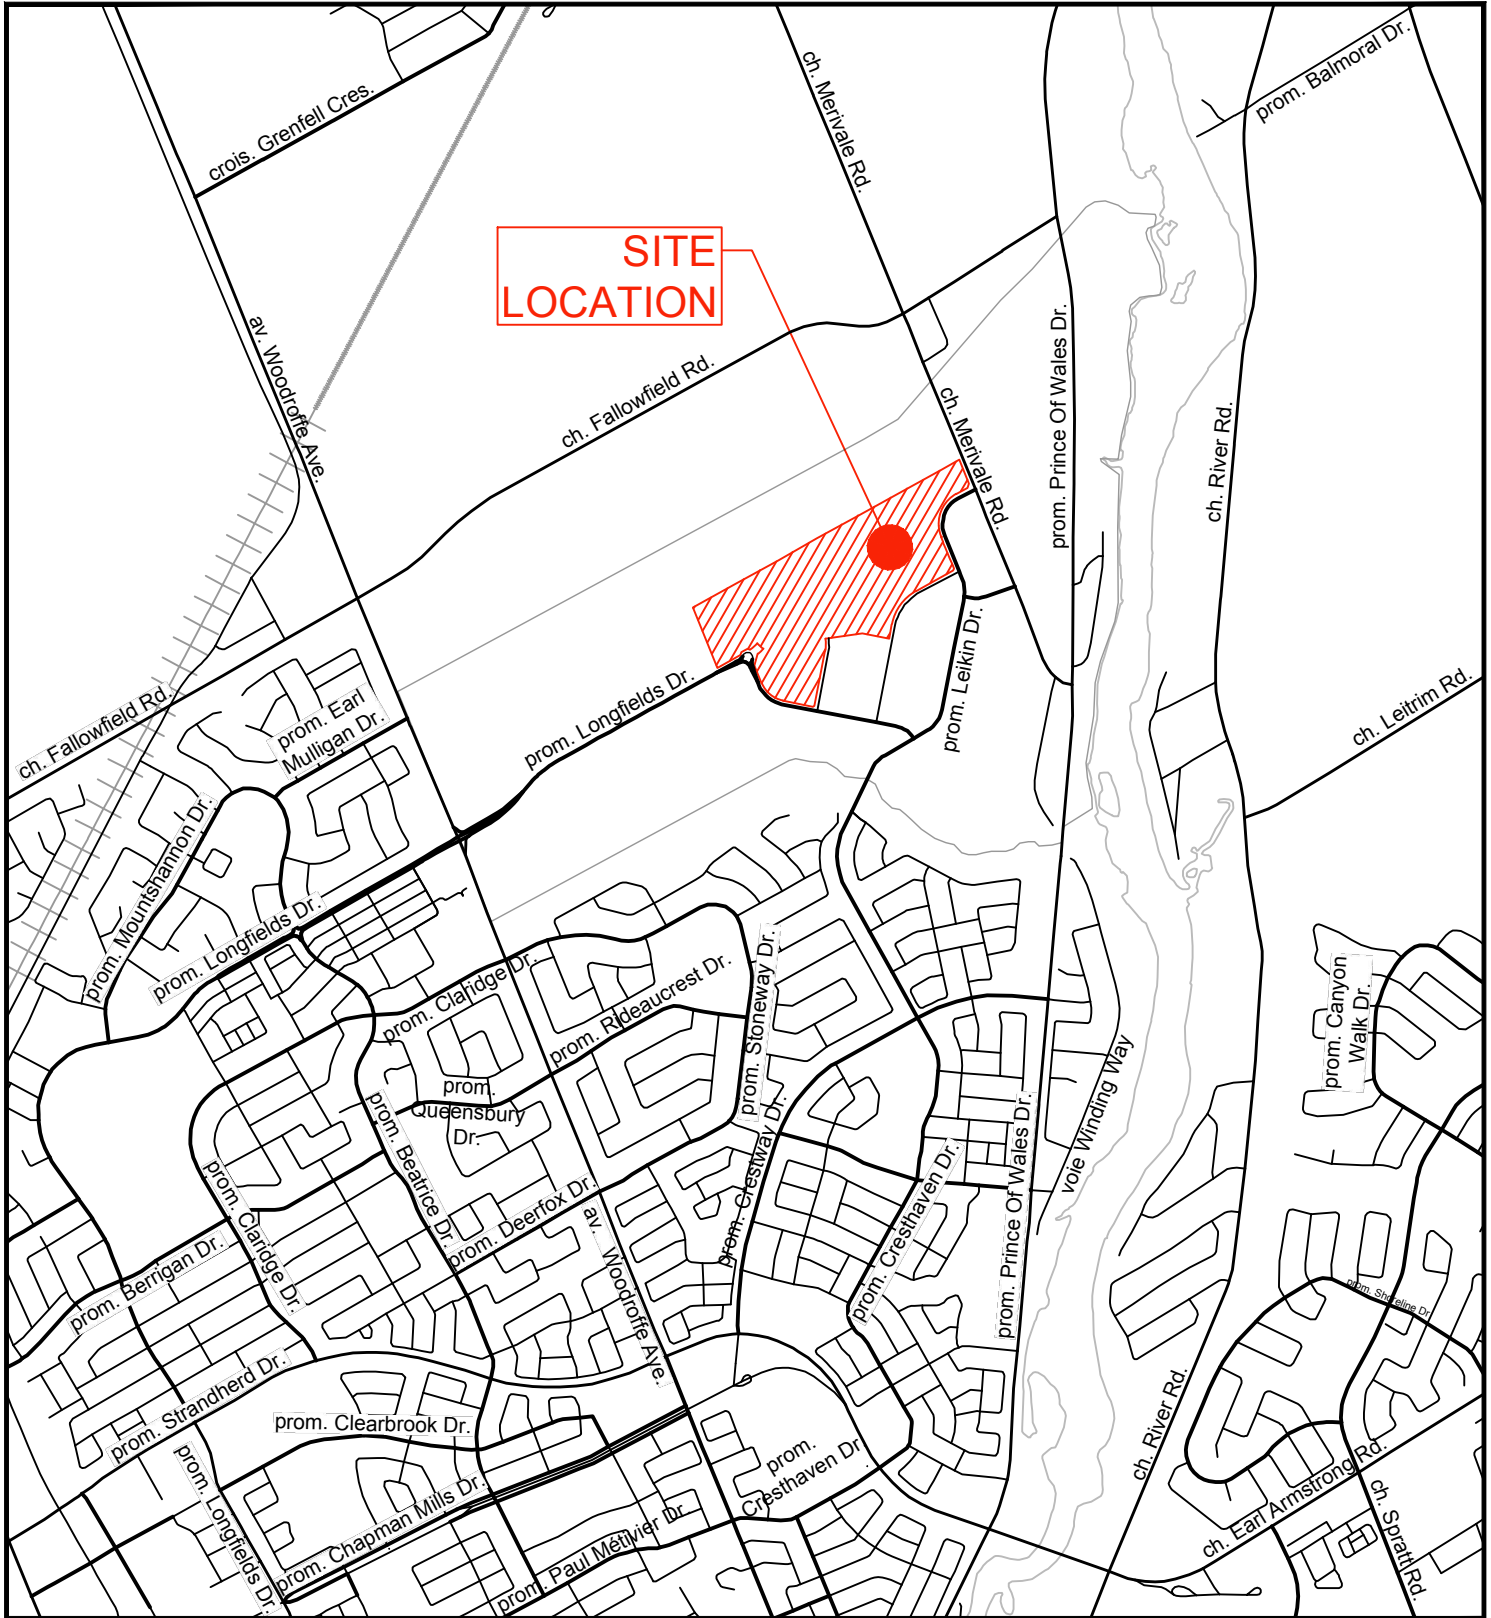 prom. Balmoral Dr.
ch. Merivale Rd.
crois. Grenfell Cres.
SITE
LOCATION
av. Woodroffe Ave.
prom. Prince Of Wales Dr.
ch. Fallowfield Rd.
ch. Merivale Rd.
ch. River Rd.
prom. Leikin Dr.
prom. Longfields Dr.
ch. Leitrim Rd.
ch. Fallowfield Rd.
prom. Earl
Mulligan Dr.
prom. Mountshannon Dr.
prom. Longfields Dr.
prom. Claridge Dr.
prom. Rideaucrest Dr.
prom. Stoneway Dr.
prom. Canyon
Walk Dr.
prom.
Queensbury
Dr.
prom. Beatrice Dr.
prom. Crestway Dr.
voie Winding Way
prom. Prince Of Wales Dr.
prom. Claridge Dr.
prom. Deerfox Dr.
prom. Cresthaven Dr.
prom. Berrigan Dr.
av. Woodroffe Ave.
prom. Shoreline Dr.
prom. Strandherd Dr.
prom. Clearbrook Dr.
ch. River Rd.
prom.
Cresthaven Dr.
prom. Longfields Dr.
prom. Chapman Mills Dr.
prom. Paul Métivier Dr.
ch. Earl Armstrong Rd.
ch. Spratt Rd.